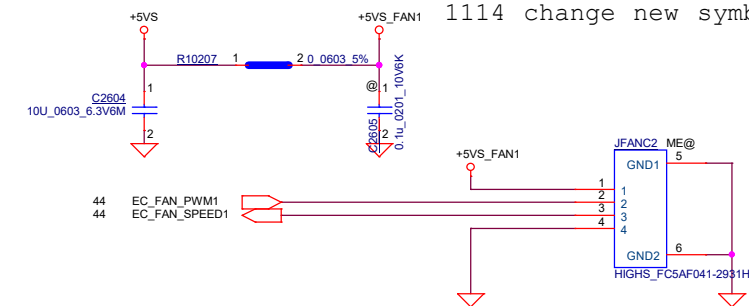 +5VS
+5VS_FAN1
1114 change new symb
R10207 1 2 0_0603_5%
C2604
10U_0603_6.3V6M
1
2
@
1
2
C2605
0.1u_0201_10V6K
+5VS_FAN1
JFANC2 ME@
GND1 5
1 1
44 EC_FAN_PWM1 2 2
44 EC_FAN_SPEED1 3 3
4 4
GND2 6
HIGHS_FC5AF041-2931H